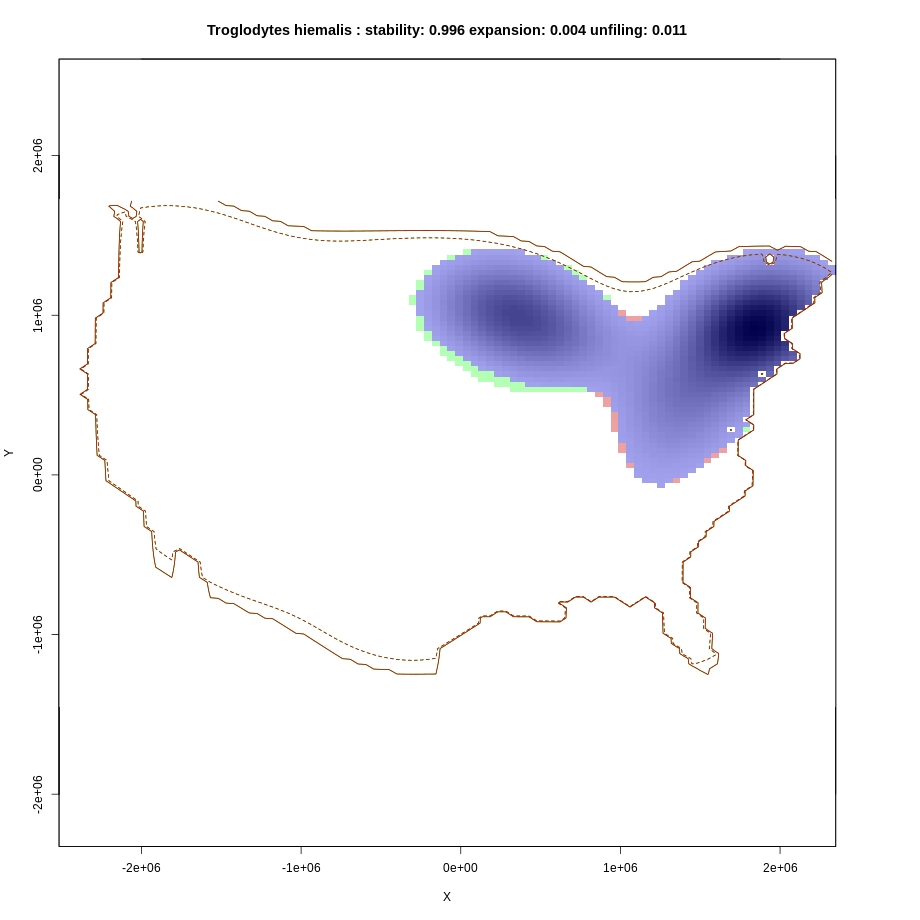 Troglodytes hiemalis : stability: 0.996 expansion: 0.004 unfiling: 0.011
2e+06
1e+06
0e+00
-1e+06
-2e+06
Y
-2e+06 -1e+06 0e+00 1e+06 2e+06
X